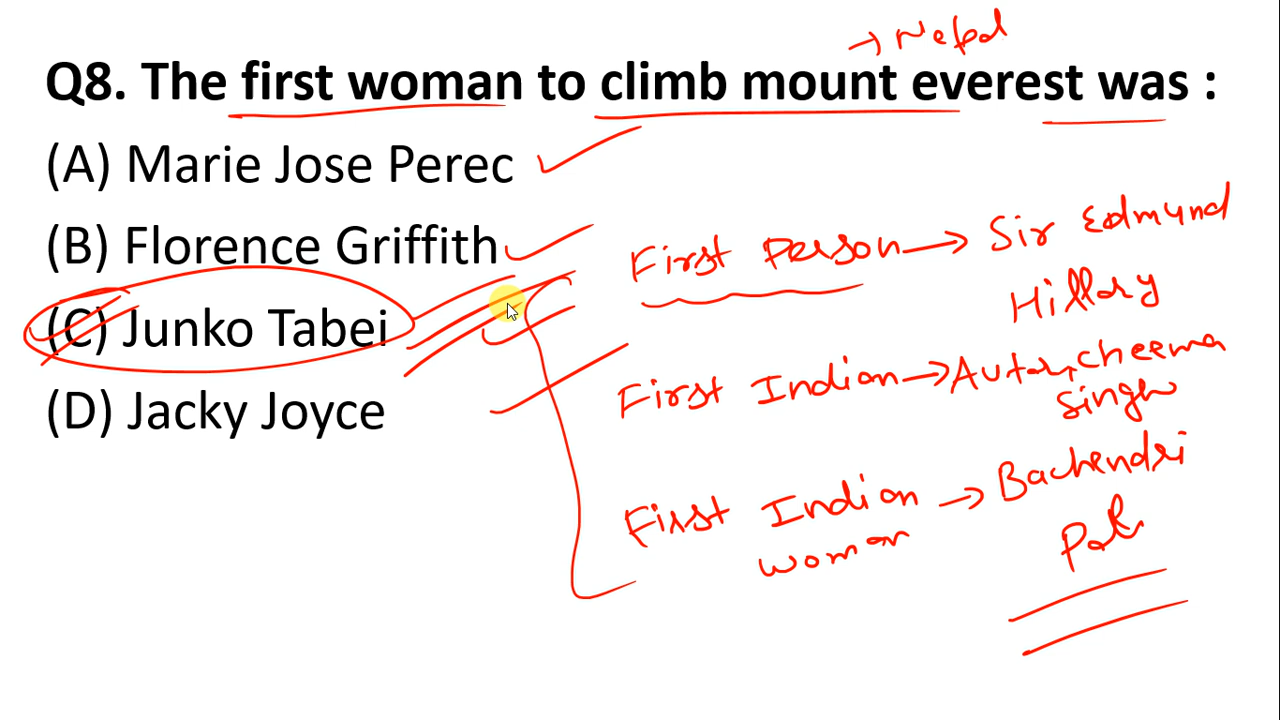 → Nepal
Q8. The first woman to climb mount everest was :
(A) Marie Jose Perec
(B) Florence Griffith
(C) Junko Tabei
(D) Jacky Joyce
First Person → Sir Edmund
Hillary
First Indian → Autar, Cheema
Singh
First Indian → Bachendri
woman
Pal